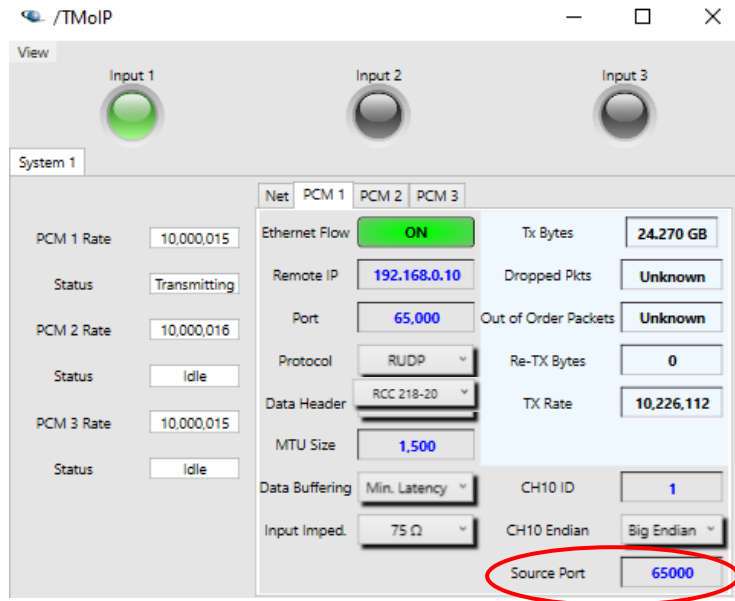 /TMoIP
View
Input 1
Input 2
Input 3
System 1
PCM 1 Rate 10,000,015
Status Transmitting
PCM 2 Rate 10,000,016
Status Idle
PCM 3 Rate 10,000,015
Status Idle
Net PCM 1 PCM 2 PCM 3
Ethernet Flow ON
Remote IP 192.168.0.10
Port 65,000
Protocol RUDP
Data Header RCC 218-20
MTU Size 1,500
Data Buffering Min. Latency
Input Imped. 75 Ω
Tx Bytes 24.270 GB
Dropped Pkts Unknown
Out of Order Packets Unknown
Re-TX Bytes 0
TX Rate 10,226,112
CH10 ID 1
CH10 Endian Big Endian
Source Port 65000